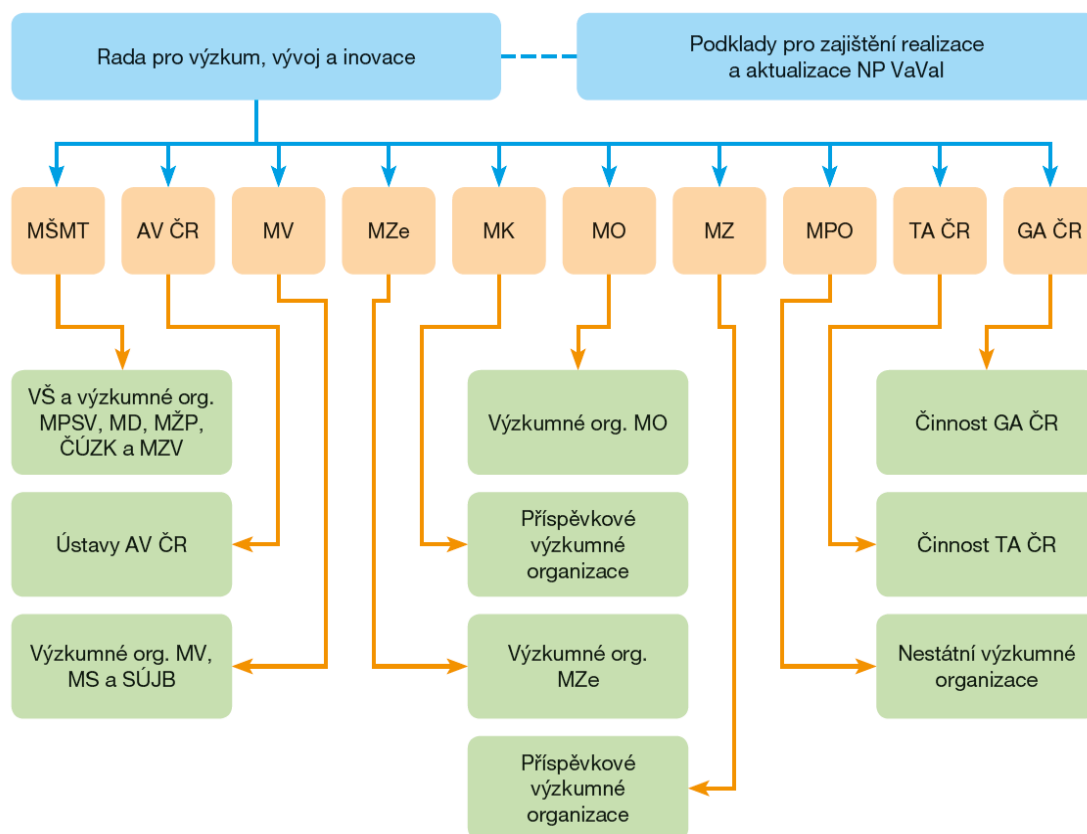 Rada pro výzkum, vývoj a inovace
Podklady pro zajištění realizace
a aktualizace NP VaVaI
MŠMT
AV ČR
MV
MZe
MK
MO
MZ
MPO
TA ČR
GA ČR
VŠ a výzkumné org.
MPSV, MD, MŽP,
ČÚZK a MZV
Výzkumné org. MO
Činnost GA ČR
Ústavy AV ČR
Příspěvkové
výzkumné
organizace
Činnost TA ČR
Výzkumné org. MV,
MS a SÚJB
Výzkumné org.
MZe
Nestátní výzkumné
organizace
Příspěvkové
výzkumné
organizace